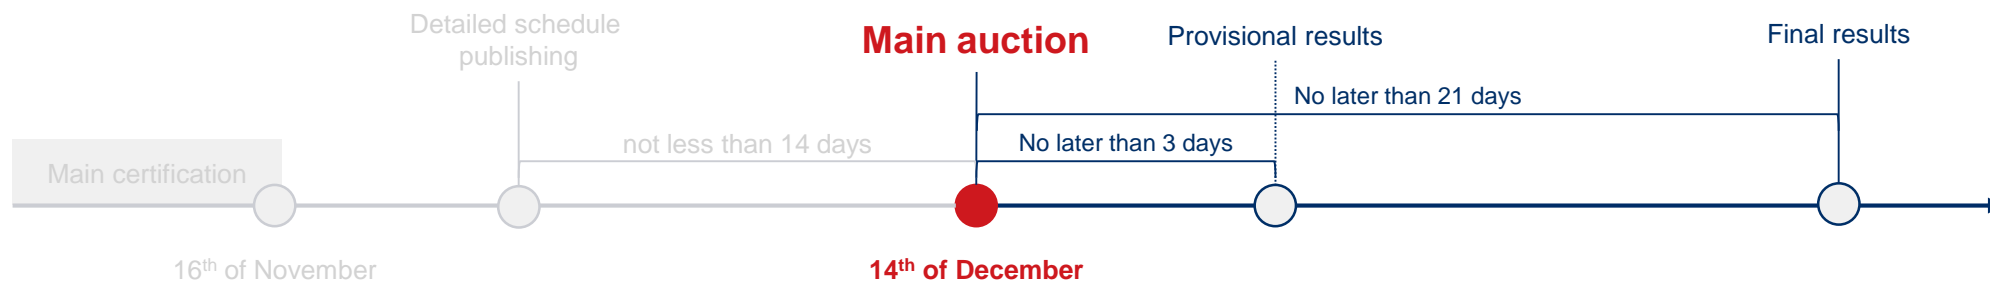 Detailed schedule
publishing
Main auction
Provisional results
Final results
No later than 21 days
not less than 14 days
No later than 3 days
Main certification
16th of November
14th of December